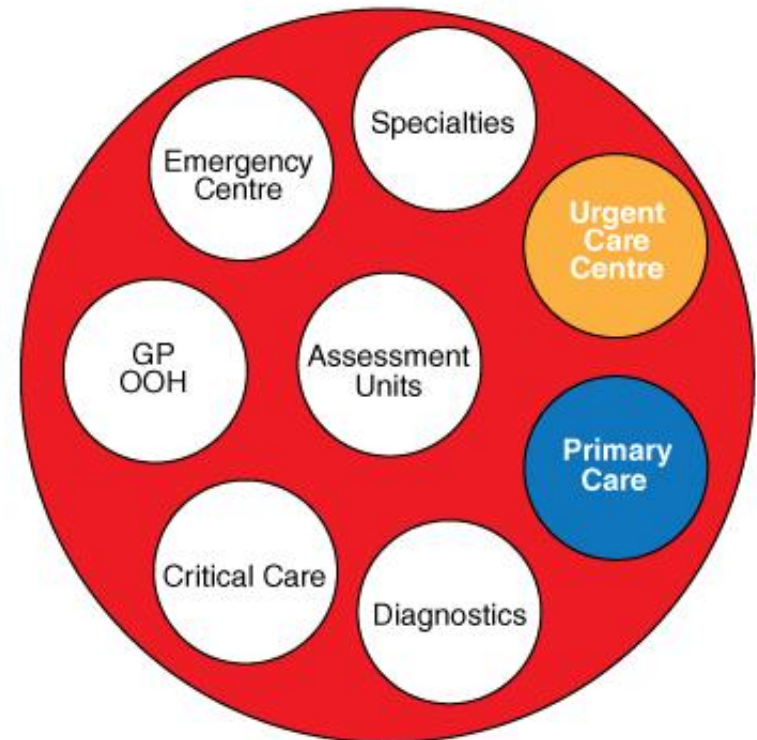 Specialties
Emergency
Centre
Urgent
Care
Centre
GP
OOH
Assessment
Units
Primary
Care
Critical Care
Diagnostics